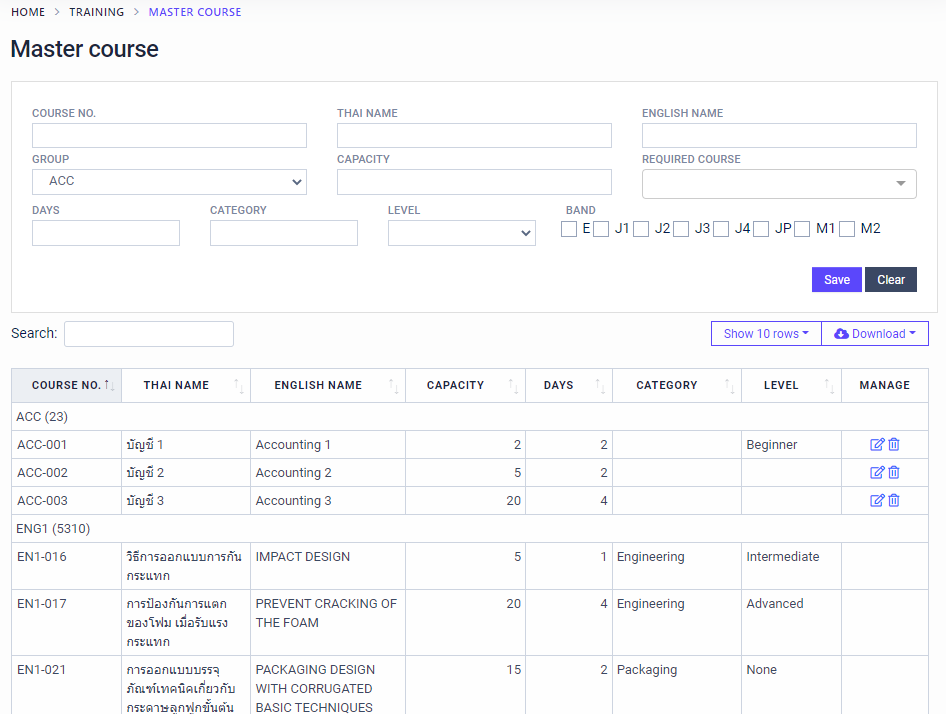 HOME > TRAINING > MASTER COURSE
Master course
COURSE NO. THAI NAME ENGLISH NAME
GROUP CAPACITY REQUIRED COURSE
ACC
DAYS CATEGORY LEVEL BAND
E J1 J2 J3 J4 JP M1 M2
Save Clear
Search: Show 10 rows Download
COURSE NO. THAI NAME ENGLISH NAME CAPACITY DAYS CATEGORY LEVEL MANAGE
ACC (23)
ACC-001 บัญชี 1 Accounting 1 2 2 Beginner
ACC-002 บัญชี 2 Accounting 2 5 2
ACC-003 บัญชี 3 Accounting 3 20 4
ENG1 (5310)
EN1-016 วิธีการออกแบบการกัน IMPACT DESIGN 5 1 Engineering Intermediate
กระแทก
EN1-017 การป้องกันการแตก PREVENT CRACKING OF 20 4 Engineering Advanced
ของโฟม เมื่อรับแรง THE FOAM
กระแทก
EN1-021 การออกแบบบรรจุ PACKAGING DESIGN 15 2 Packaging None
ภัณฑ์เทคนิคเกี่ยวกับ WITH CORRUGATED
กระดาษลูกฟูกขั้นต้น BASIC TECHNIQUES